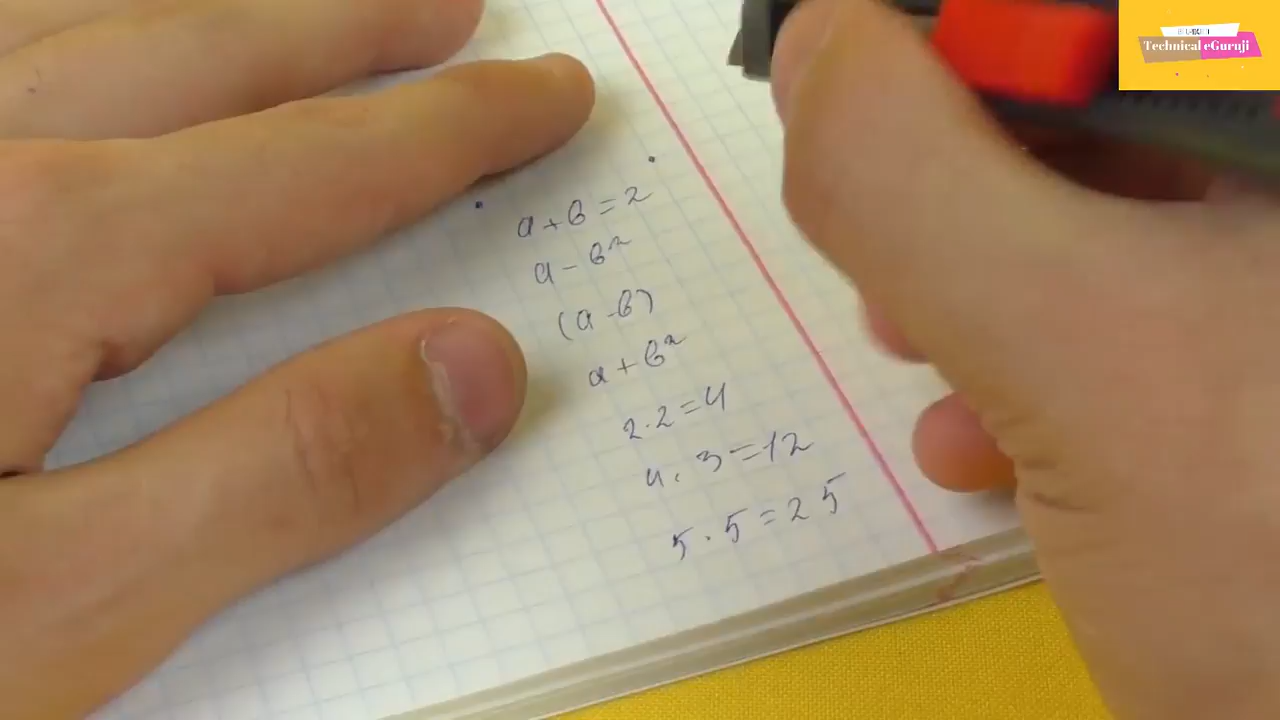 Technical eGuruji
a + b = 2
a - b²
(a - b)
a + b²
2 · 2 = 4
4 · 3 = 12
5 · 5 = 25